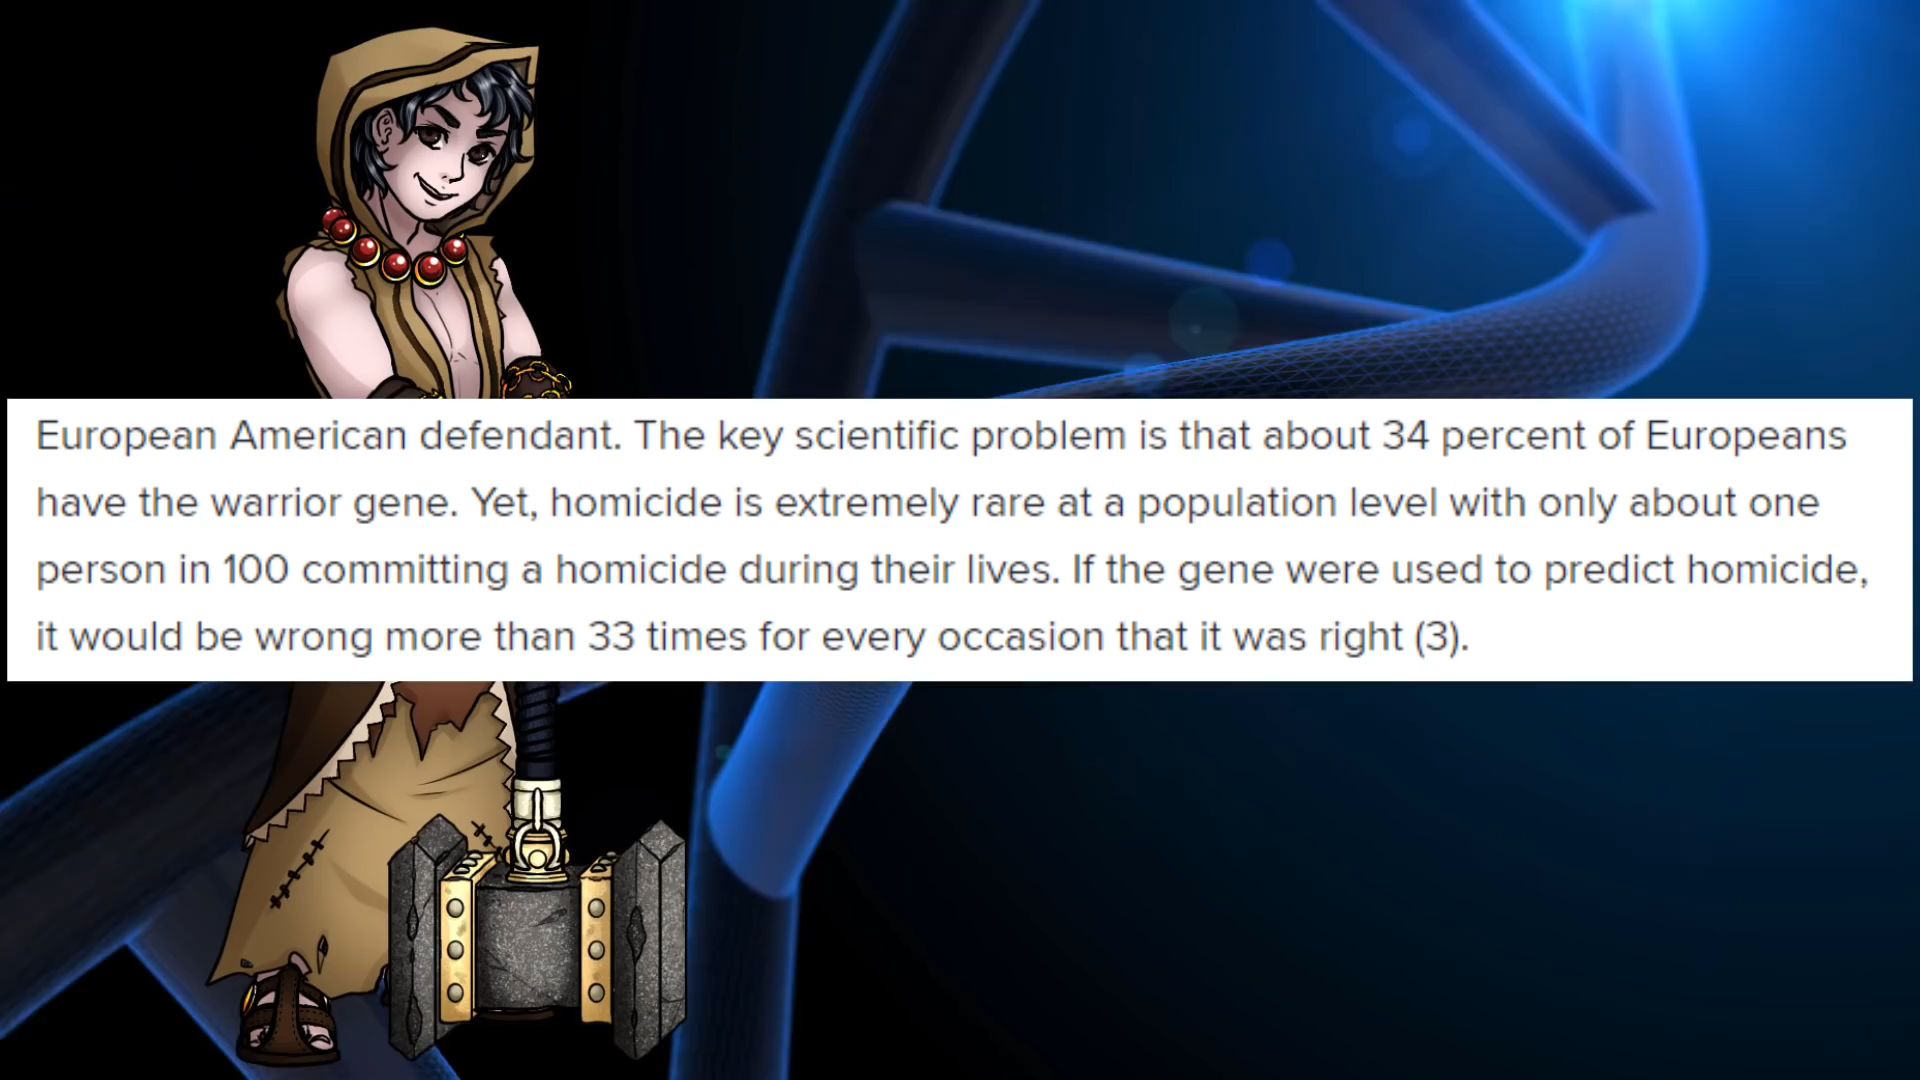 European American defendant. The key scientific problem is that about 34 percent of Europeans
have the warrior gene. Yet, homicide is extremely rare at a population level with only about one
person in 100 committing a homicide during their lives. If the gene were used to predict homicide,
it would be wrong more than 33 times for every occasion that it was right (3).